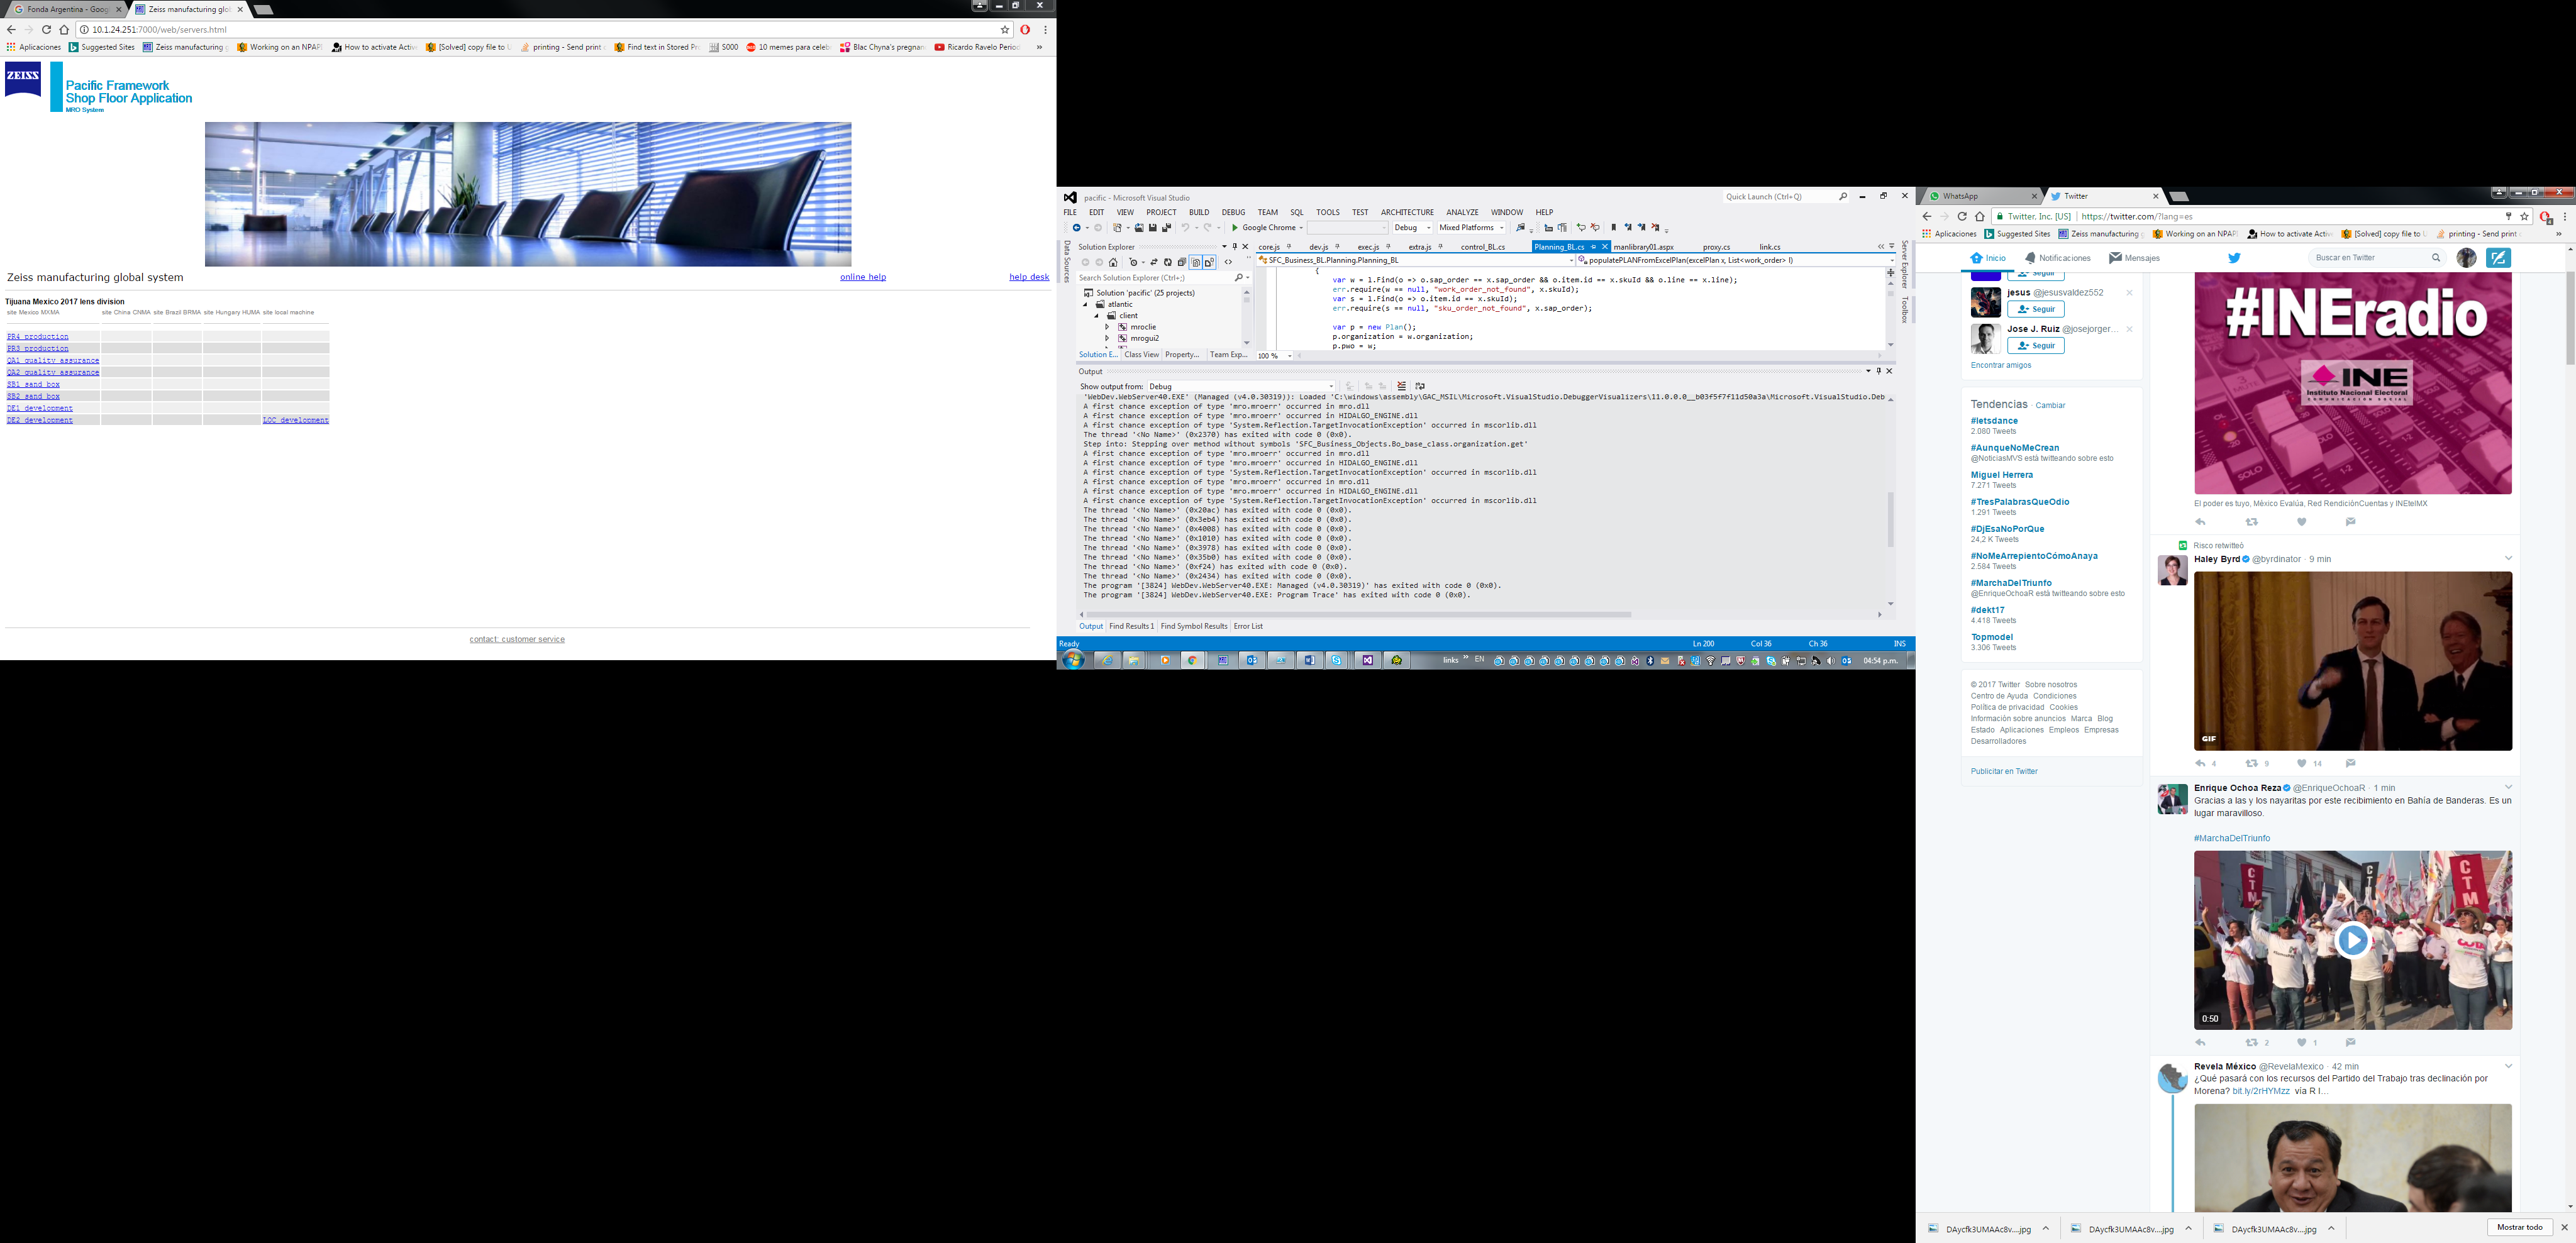 Fonda Argentina - Goog
Zeiss manufacturing glo
10.1.24.251:7000/web/servers.html
Aplicaciones
Suggested Sites
Zeiss manufacturing g
Working on an NPAPI
How to activate Active
[Solved] copy file to U
printing - Send print c
Find text in Stored Pr
5000
10 memes para celeb
Blac Chyna's pregnan
Ricardo Ravelo Period
»
ZEISS
Pacific Framework
Shop Floor Application
MRO System
Zeiss manufacturing global system
online help
help desk
Tijuana Mexico 2017 lens division
site Mexico MXMA
site China CNMA
site Brazil BRMA
site Hungary HUMA
site local machine
PR4 production
PR3 production
QA1 quality assurance
QA2 quality assurance
SB1 sand box
SB2 sand box
DE1 development
DE2 development
LOC development
contact: customer service
pacific - Microsoft Visual Studio
Quick Launch (Ctrl+Q)
FILE EDIT VIEW PROJECT BUILD DEBUG TEAM SQL TOOLS TEST ARCHITECTURE ANALYZE WINDOW HELP
Google Chrome
Debug
Mixed Platforms
Data Sources
Solution Explorer
Search Solution Explorer (Ctrl+;)
Solution 'pacific' (25 projects)
atlantic
client
mroclie
mrogui2
Solution E... Class View Property... Team Exp...
core.js dev.js exec.js extra.js control_BL.cs Planning_BL.cs manlibrary01.aspx proxy.cs link.cs
SFC_Business_BL.Planning.Planning_BL
populatePLANFromExcelPlan(excelPlan x, List<work_order> l)
{
var w = l.Find(o => o.sap_order == x.sap_order && o.item.id == x.skuId && o.line == x.line);
err.require(w == null, "work_order_not_found", x.skuId);
var s = l.Find(o => o.item.id == x.skuId);
err.require(s == null, "sku_order_not_found", x.sap_order);
var p = new Plan();
p.organization = w.organization;
p.pwo = w;
100 %
Server Explorer
Toolbox
Output
Show output from: Debug
'WebDev.WebServer40.EXE' (Managed (v4.0.30319)): Loaded 'C:\windows\assembly\GAC_MSIL\Microsoft.VisualStudio.DebuggerVisualizers\11.0.0.0__b03f5f7f11d50a3a\Microsoft.VisualStudio.Deb
A first chance exception of type 'mro.mroerr' occurred in mro.dll
A first chance exception of type 'mro.mroerr' occurred in HIDALGO_ENGINE.dll
A first chance exception of type 'System.Reflection.TargetInvocationException' occurred in mscorlib.dll
The thread '<No Name>' (0x2370) has exited with code 0 (0x0).
Step into: Stepping over method without symbols 'SFC_Business_Objects.Bo_base_class.organization.get'
A first chance exception of type 'mro.mroerr' occurred in mro.dll
A first chance exception of type 'mro.mroerr' occurred in HIDALGO_ENGINE.dll
A first chance exception of type 'System.Reflection.TargetInvocationException' occurred in mscorlib.dll
A first chance exception of type 'mro.mroerr' occurred in mro.dll
A first chance exception of type 'mro.mroerr' occurred in HIDALGO_ENGINE.dll
A first chance exception of type 'System.Reflection.TargetInvocationException' occurred in mscorlib.dll
The thread '<No Name>' (0x20ac) has exited with code 0 (0x0).
The thread '<No Name>' (0x3eb4) has exited with code 0 (0x0).
The thread '<No Name>' (0x4008) has exited with code 0 (0x0).
The thread '<No Name>' (0x1010) has exited with code 0 (0x0).
The thread '<No Name>' (0x3978) has exited with code 0 (0x0).
The thread '<No Name>' (0x35b0) has exited with code 0 (0x0).
The thread '<No Name>' (0xf24) has exited with code 0 (0x0).
The thread '<No Name>' (0x2434) has exited with code 0 (0x0).
The program '[3824] WebDev.WebServer40.EXE: Managed (v4.0.30319)' has exited with code 0 (0x0).
The program '[3824] WebDev.WebServer40.EXE: Program Trace' has exited with code 0 (0x0).
Output Find Results 1 Find Symbol Results Error List
Ready
Ln 200 Col 36 Ch 36 INS
links » EN
04:54 p.m.
WhatsApp
Twitter
Twitter, Inc. [US] https://twitter.com/?lang=es
Aplicaciones
Suggested Sites
Zeiss manufacturing g
Working on an NPAPI
How to activate Active
[Solved] copy file to U
printing - Send print c
»
Inicio
Notificaciones
Mensajes
Buscar en Twitter
Seguir
jesus @jesusvaldez552
Seguir
Jose J. Ruiz @josejorger...
Seguir
Encontrar amigos
Tendencias · Cambiar
#letsdance
2.080 Tweets
#AunqueNoMeCrean
@NoticiasMVS está twitteando sobre esto
Miguel Herrera
7.271 Tweets
#TresPalabrasQueOdio
1.291 Tweets
#DjEsaNoPorQue
24,2 K Tweets
#NoMeArrepientoCómoAnaya
2.584 Tweets
#MarchaDelTriunfo
@EnriqueOchoaR está twitteando sobre esto
#dekt17
4.418 Tweets
Topmodel
3.306 Tweets
© 2017 Twitter Sobre nosotros
Centro de Ayuda Condiciones
Política de privacidad Cookies
Información sobre anuncios Marca Blog
Estado Aplicaciones Empleos Empresas
Desarrolladores
Publicitar en Twitter
#INEradio
INE
Instituto Nacional Electoral
COMUNICACIÓN SOCIAL
SOLO
1-2
El poder es tuyo, México Evalúa, Red RendiciónCuentas y INEtelMX
Risco retwitteó
Haley Byrd @byrdinator · 9 min
GIF
4 9 14
Enrique Ochoa Reza @EnriqueOchoaR · 1 min
Gracias a las y los nayaritas por este recibimiento en Bahía de Banderas. Es un
lugar maravilloso.
#MarchaDelTriunfo
CTM
CTM
CTM
0:50
2 1
Revela México @RevelaMexico · 42 min
¿Qué pasará con los recursos del Partido del Trabajo tras declinación por
Morena? bit.ly/2rHYMzz vía R I...
DAycfk3UMAAc8v....jpg
DAycfk3UMAAc8v....jpg
DAycfk3UMAAc8v....jpg
Mostrar todo